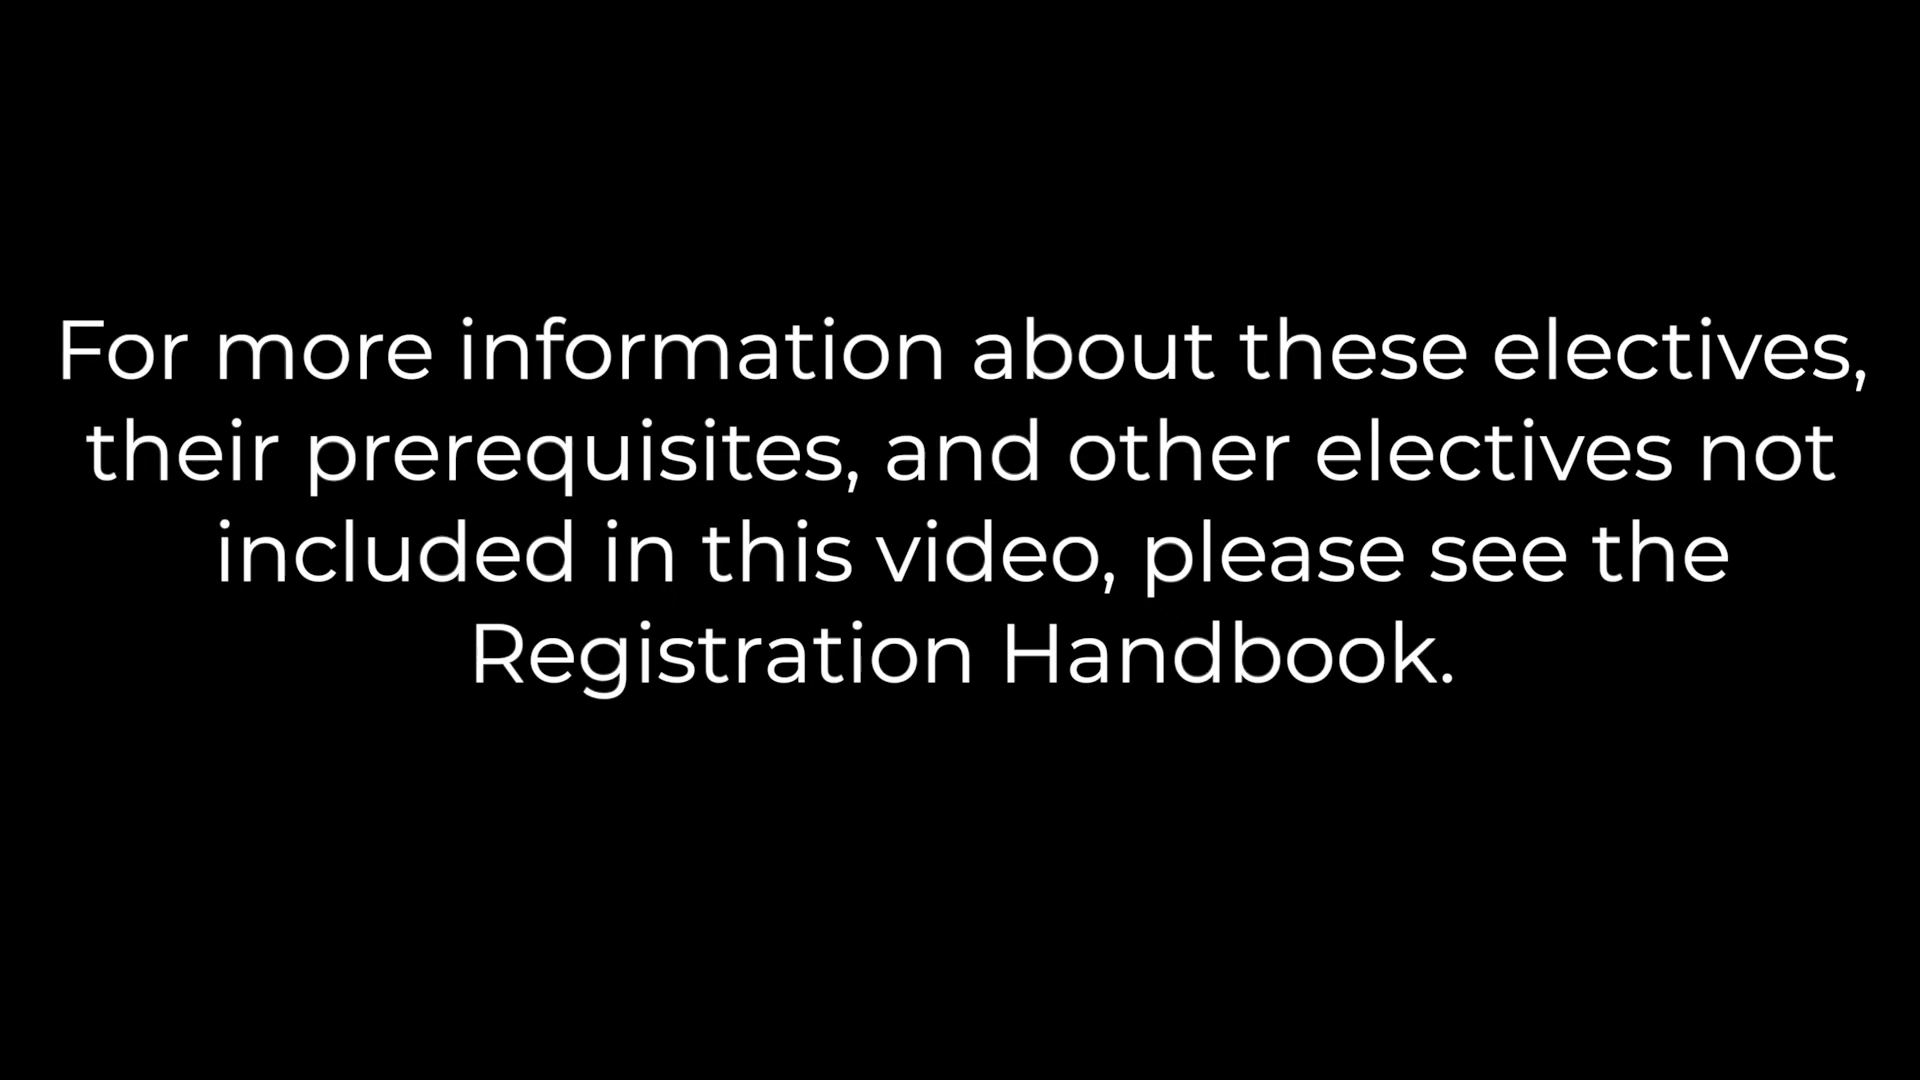 For more information about these electives,
their prerequisites, and other electives not
included in this video, please see the
Registration Handbook.